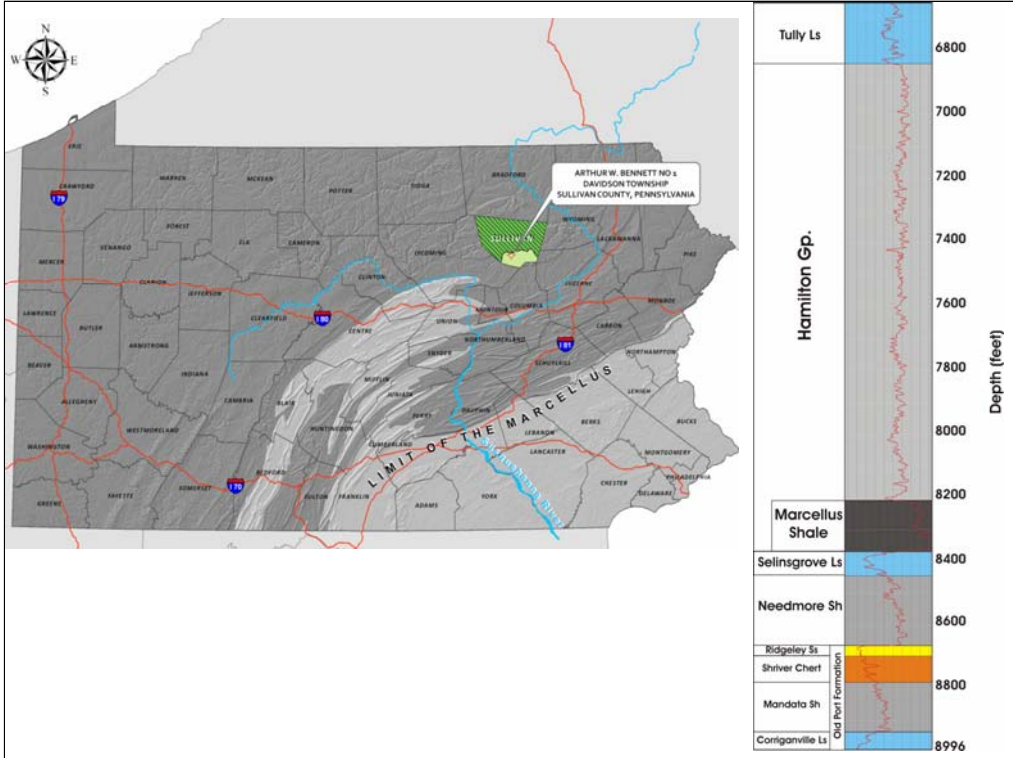 N
W
E
S
ERIE
CRAWFORD
WARREN
MCKEAN
POTTER
TIOGA
BRADFORD
ARTHUR W. BENNETT NO 1
DAVIDSON TOWNSHIP
SULLIVAN COUNTY, PENNSYLVANIA
I 79
WYOMING
SULLIVAN
LACKAWANNA
FOREST
VENANGO
ELK
CAMERON
LYCOMING
PIKE
MERCER
CLARION
CLINTON
LUZERNE
JEFFERSON
COLUMBIA
MONROE
LAWRENCE
BUTLER
CLEARFIELD
I 80
CENTRE
UNION
MONTOUR
CARBON
ARMSTRONG
NORTHUMBERLAND
I 81
BEAVER
INDIANA
SNYDER
SCHUYLKILL
NORTHAMPTON
MIFFLIN
JUNIATA
LEHIGH
ALLEGHENY
CAMBRIA
BLAIR
PERRY
DAUPHIN
BERKS
BUCKS
WESTMORELAND
HUNTINGDON
CUMBERLAND
LEBANON
WASHINGTON
LANCASTER
MONTGOMERY
LIMIT OF THE MARCELLUS
BEDFORD
PHILADELPHIA
SOMERSET
I 70
FAYETTE
FULTON
FRANKLIN
CHESTER
DELAWARE
GREENE
ADAMS
YORK
SUSQUEHANNA RIVER
Tully Ls
6800
7000
7200
7400
Hamilton Gp.
7600
7800
Depth (feet)
8000
8200
Marcellus
Shale
Selinsgrove Ls
8400
Needmore Sh
8600
Ridgeley Ss
Shriver Chert
Old Port Formation
8800
Mandata Sh
Corriganville Ls
8996